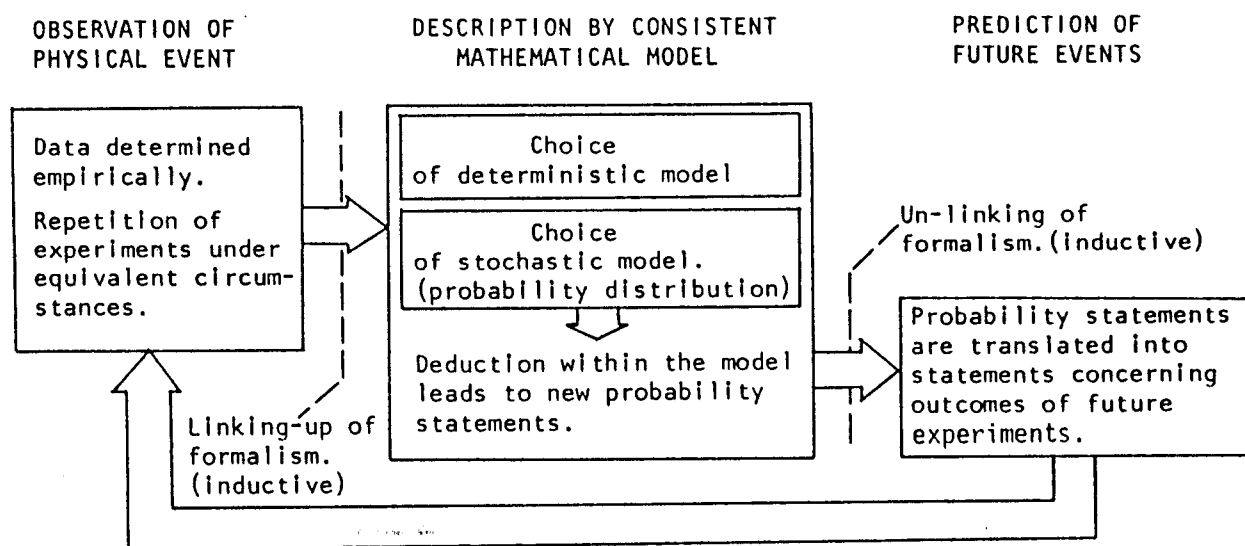 OBSERVATION OF
PHYSICAL EVENT
DESCRIPTION BY CONSISTENT
MATHEMATICAL MODEL
PREDICTION OF
FUTURE EVENTS
Data determined
empirically.
Repetition of
experiments under
equivalent circum-
stances.
Linking-up of
formalism.
(inductive)
Choice
of deterministic model
Choice
of stochastic model.
(probability distribution)
Deduction within the model
leads to new probability
statements.
Un-linking of
formalism.(inductive)
Probability statements
are translated into
statements concerning
outcomes of future
experiments.